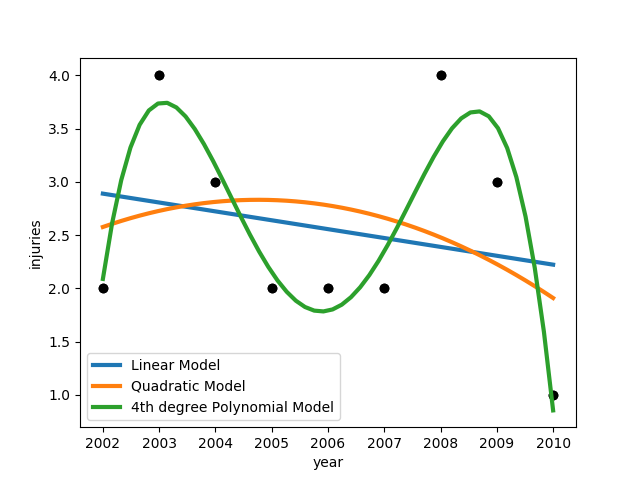 4.0
3.5
3.0
2.5
2.0
1.5
1.0
injuries
Linear Model
Quadratic Model
4th degree Polynomial Model
2002 2003 2004 2005 2006 2007 2008 2009 2010
year